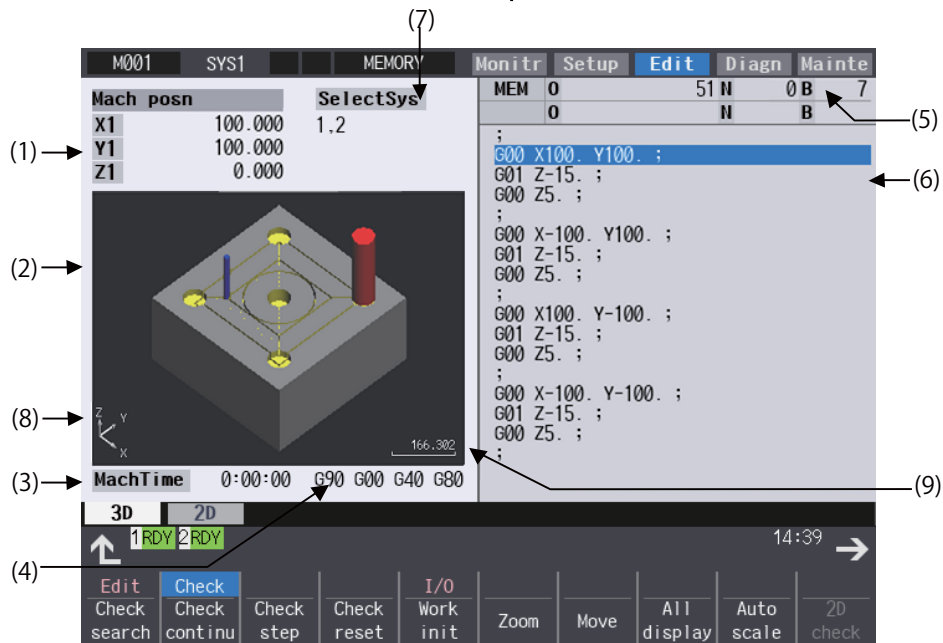 (7)
M001 SYS1 MEMORY Monitr Setup Edit Diagn Mainte
Mach posn SelectSys
X1 100.000 1,2
Y1 100.000
Z1 0.000
MEM O 51 N 0 B 7
O N B
(5)
;
G00 X100. Y100. ;
G01 Z-15. ;
G00 Z5. ;
;
G00 X-100. Y100. ;
G01 Z-15. ;
G00 Z5. ;
;
G00 X100. Y-100. ;
G01 Z-15. ;
G00 Z5. ;
;
G00 X-100. Y-100. ;
G01 Z-15. ;
G00 Z5. ;
;
(6)
(1)
(2)
(8)
Z Y
X
166.302
(3)
MachTime 0:00:00 G90 G00 G40 G80
(9)
3D 2D
1 RDY 2 RDY 14:39
(4)
Edit Check I/O
Check search
Check continu
Check step
Check reset
Work init
Zoom
Move
All display
Auto scale
2D check